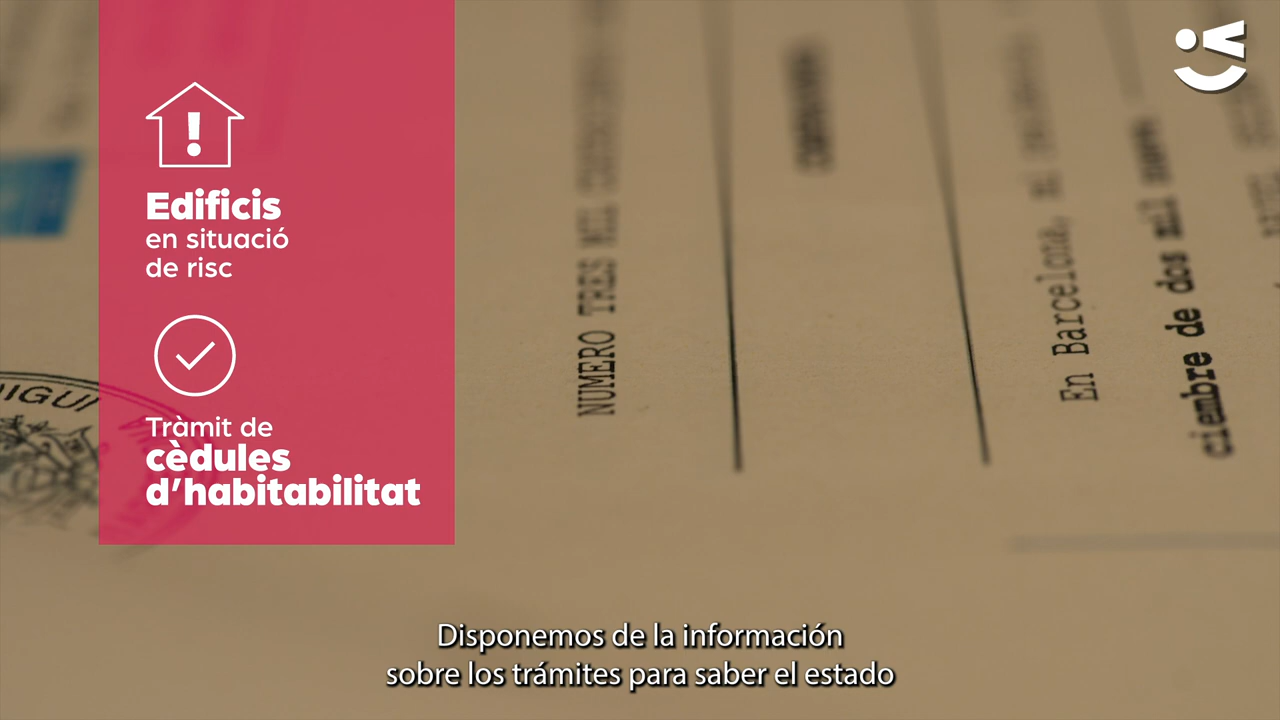 Edificis
en situació
de risc
Tràmit de
cèdules
d'habitabilitat
NUMERO TRES MIL
En Barcelona,
ciembre de dos mil
Disponemos de la información
sobre los trámites para saber el estado